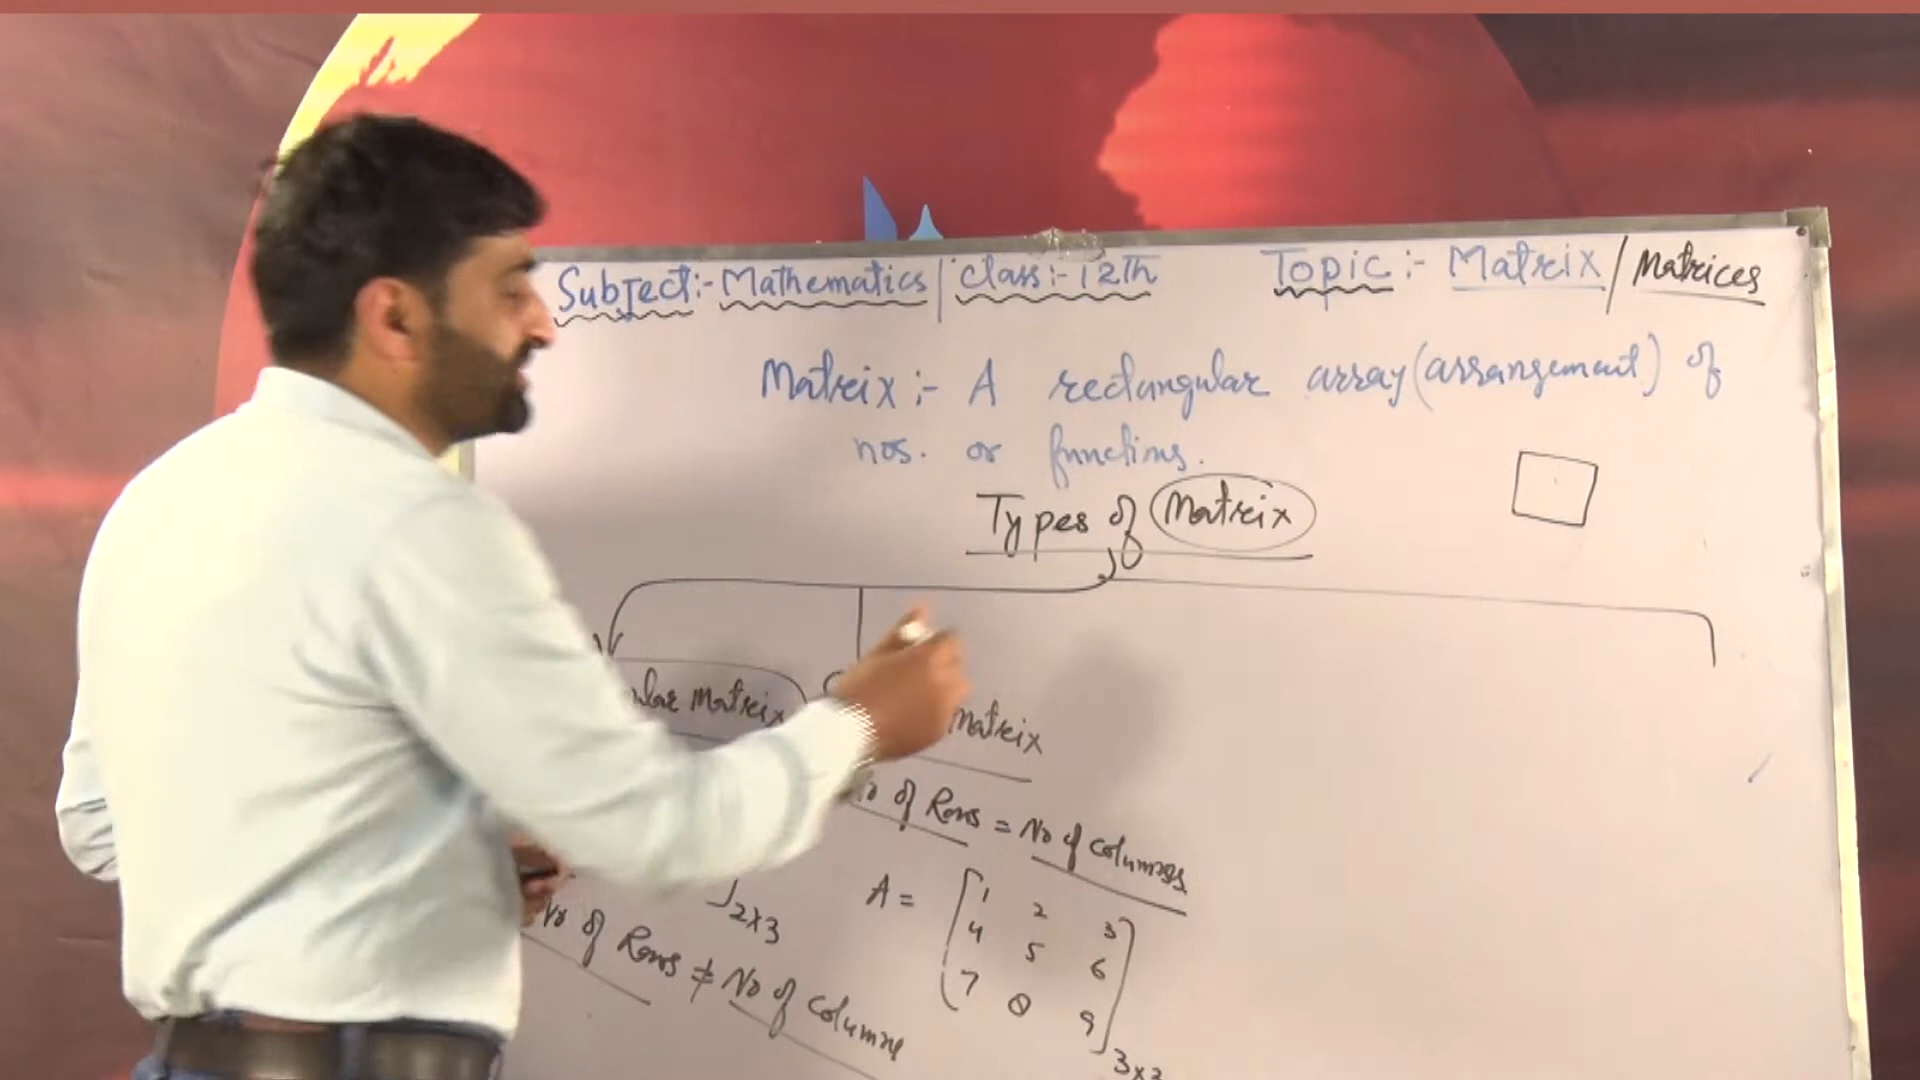 Subject:- Mathematics / Class:- 12th Topic:- Matrix / Matrices
Matrix :- A rectangular array (arrangement) of
nos. or functions.
Types of Matrix
Matrix
Matrix
of Rows = No of columns
A = [1 2 3
4 5 6
7 8 9]
2x3
No of Rows ≠ No of columns